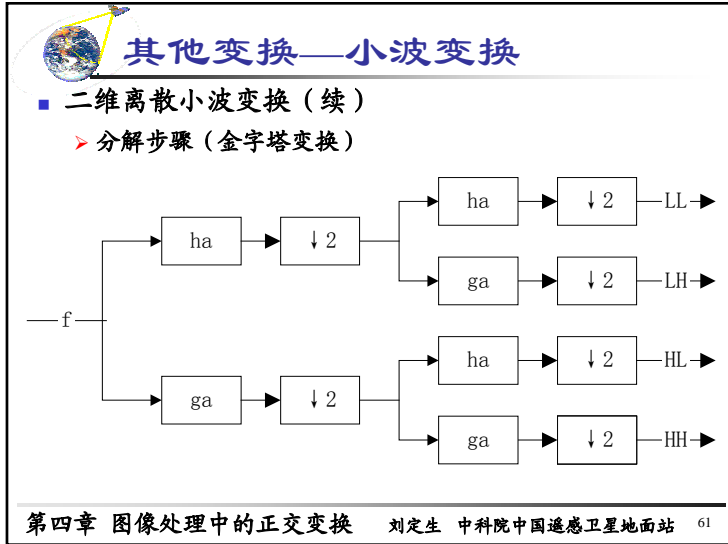 其他变换—小波变换
二维离散小波变换（续）
分解步骤（金字塔变换）
ha ↓2 LL
ha ↓2
ga ↓2 LH
f
ha ↓2 HL
ga ↓2
ga ↓2 HH
第四章 图像处理中的正交变换 刘定生 中科院中国遥感卫星地面站 61